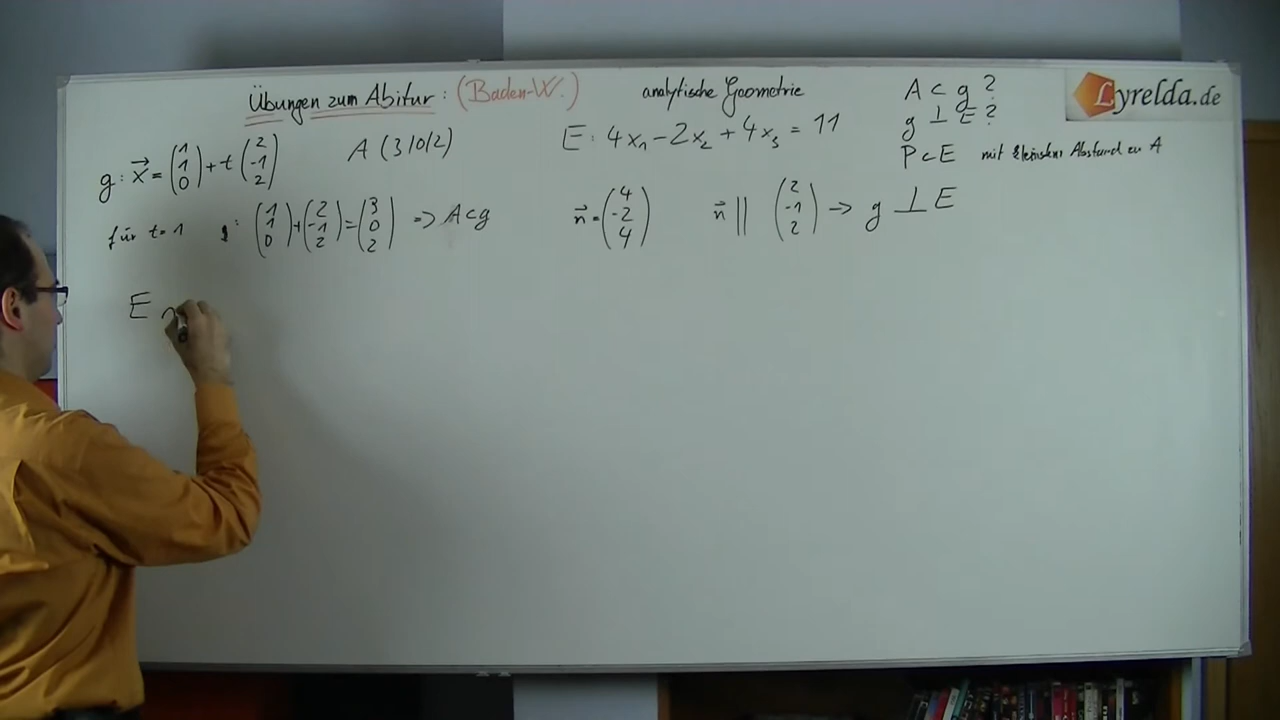 Übungen zum Abitur: (Baden-W.) analytische Geometrie
A ⊂ g ?
g ⊥ E ?
P ⊂ E mit kleinstem Abstand zu A
Lyrelda.de
g: x⃗ = (1 1 0) + t (2 -1 2) A (3/0/2) E: 4x₁ - 2x₂ + 4x₃ = 11
für t=1 : (1 1 0) + (2 -1 2) = (3 0 2) => A ⊂ g n⃗ = (4 -2 4) n⃗ || (2 -1 2) → g ⊥ E
E